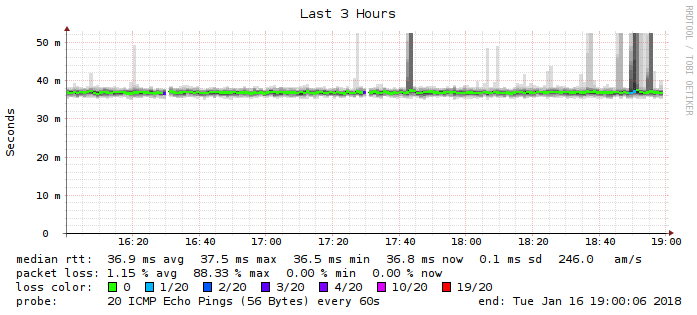 Last 3 Hours
RRDTOOL / TOBI OETIKER
Seconds
50 m
40 m
30 m
20 m
10 m
0
16:20 16:40 17:00 17:20 17:40 18:00 18:20 18:40 19:00
median rtt: 36.9 ms avg 37.5 ms max 36.5 ms min 36.8 ms now 0.1 ms sd 246.0 am/s
packet loss: 1.15 % avg 88.33 % max 0.00 % min 0.00 % now
loss color: 0 1/20 2/20 3/20 4/20 10/20 19/20
probe: 20 ICMP Echo Pings (56 Bytes) every 60s end: Tue Jan 16 19:00:06 2018